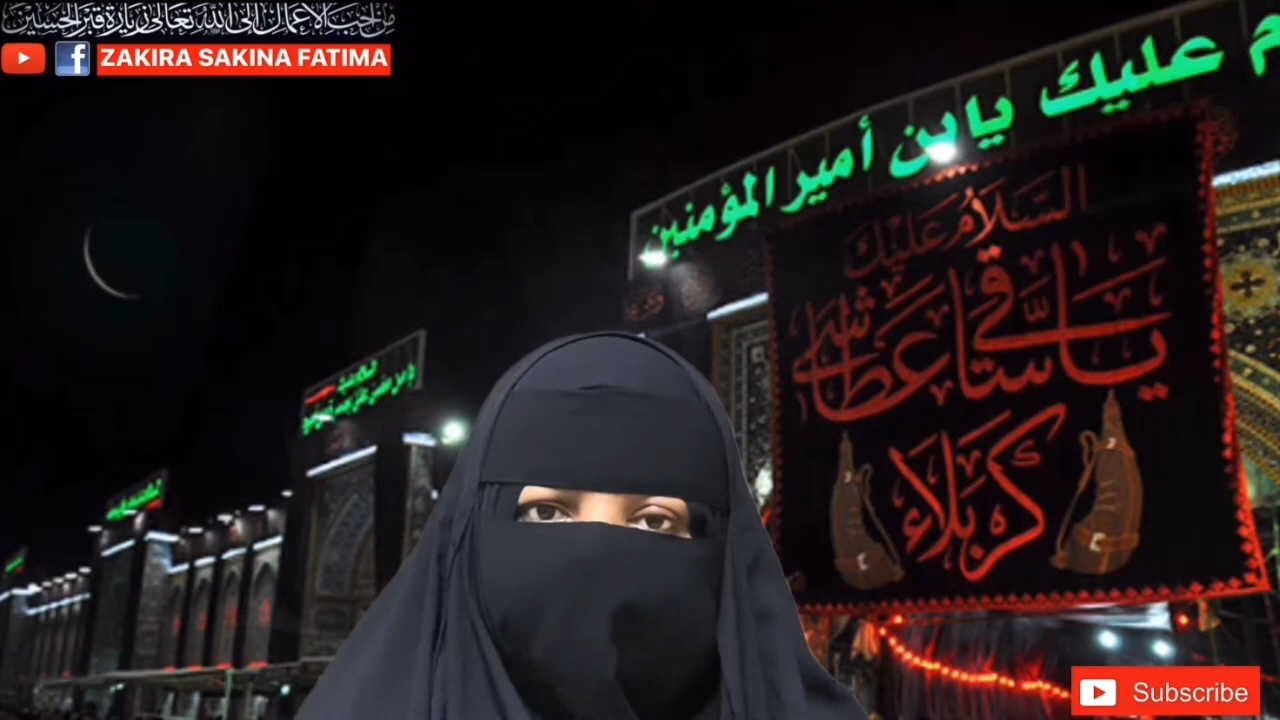 من احب الاعمال الى الله تعالى زيارة قبر الحسين
ZAKIRA SAKINA FATIMA
م عليك يابن أمير المؤمنين
السلام عليك
يا ساقي عطاشى
كربلاء
Subscribe